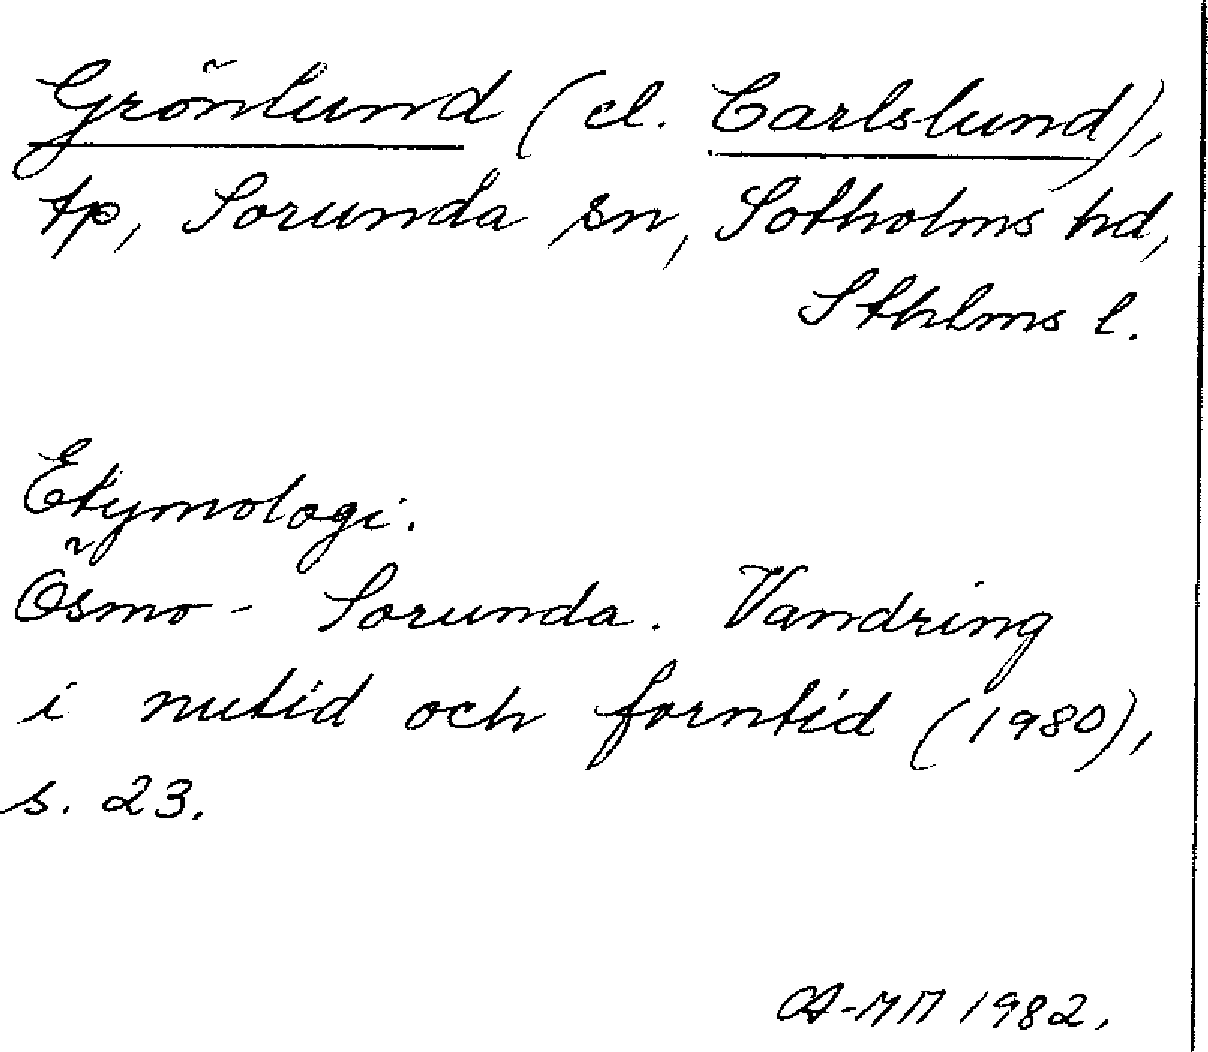 Grönlund (el. Carlslund),
tp, Sorunda sn, Sotholms hd,
Sthlms l.
Etymologi.
Ösmo - Sorunda. Vandring
i nutid och forntid (1980),
s. 23.
1982.